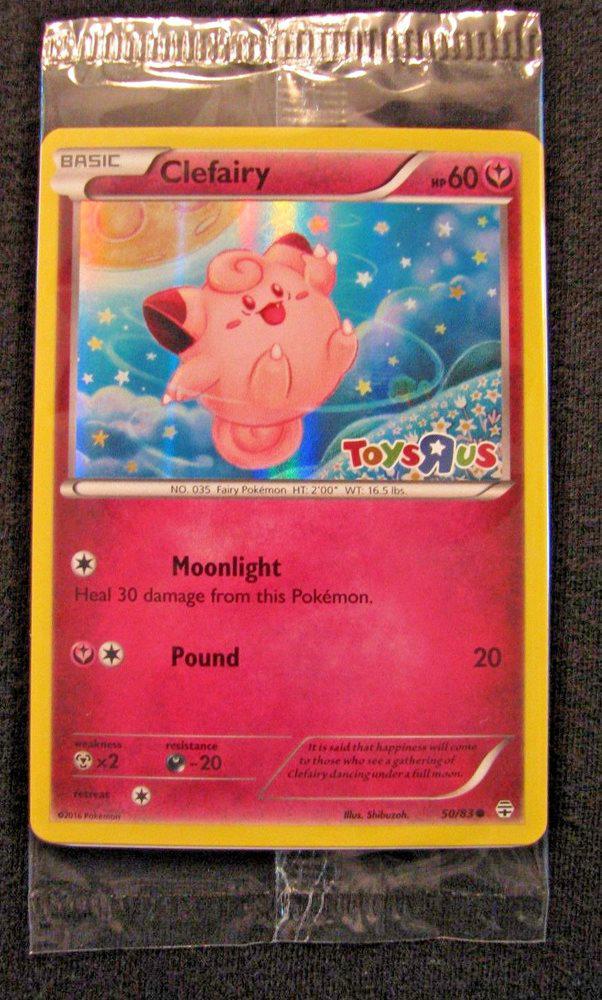 BASIC Clefairy HP60
TOYSRUS
NO. 035 Fairy Pokémon HT: 2'00" WT: 16.5 lbs.
Moonlight
Heal 30 damage from this Pokémon.
Pound 20
weakness resistance
×2 -20
retreat
It is said that happiness will come
to those who see a gathering of
Clefairy dancing under a full moon.
©2016 Pokémon Illus. Shibuzoh. 50/83